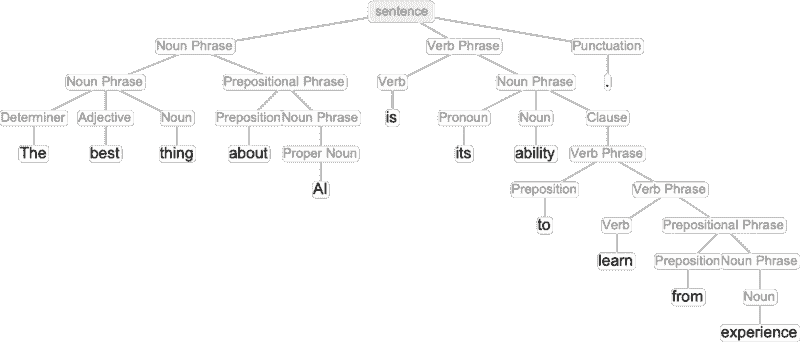 sentence
Noun Phrase Verb Phrase Punctuation
Noun Phrase Prepositional Phrase Verb Noun Phrase .
Determiner Adjective Noun Preposition Noun Phrase is Pronoun Noun Clause
The best thing about Proper Noun its ability Verb Phrase
AI Preposition Verb Phrase
to Verb Prepositional Phrase
learn Preposition Noun Phrase
from Noun
experience